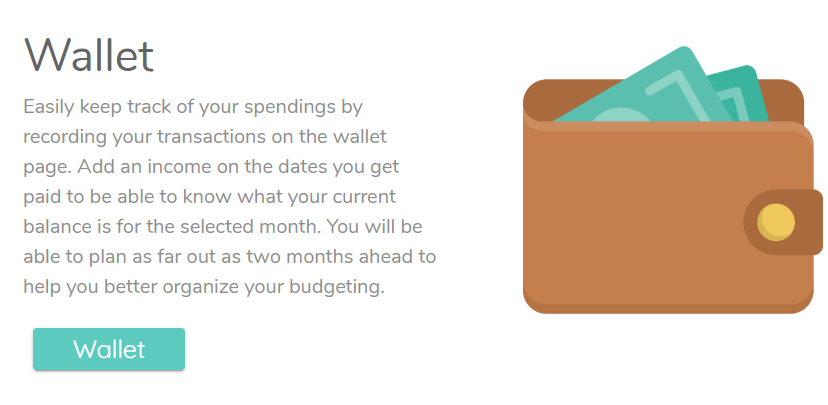 Wallet
Easily keep track of your spendings by
recording your transactions on the wallet
page. Add an income on the dates you get
paid to be able to know what your current
balance is for the selected month. You will be
able to plan as far out as two months ahead to
help you better organize your budgeting.
Wallet